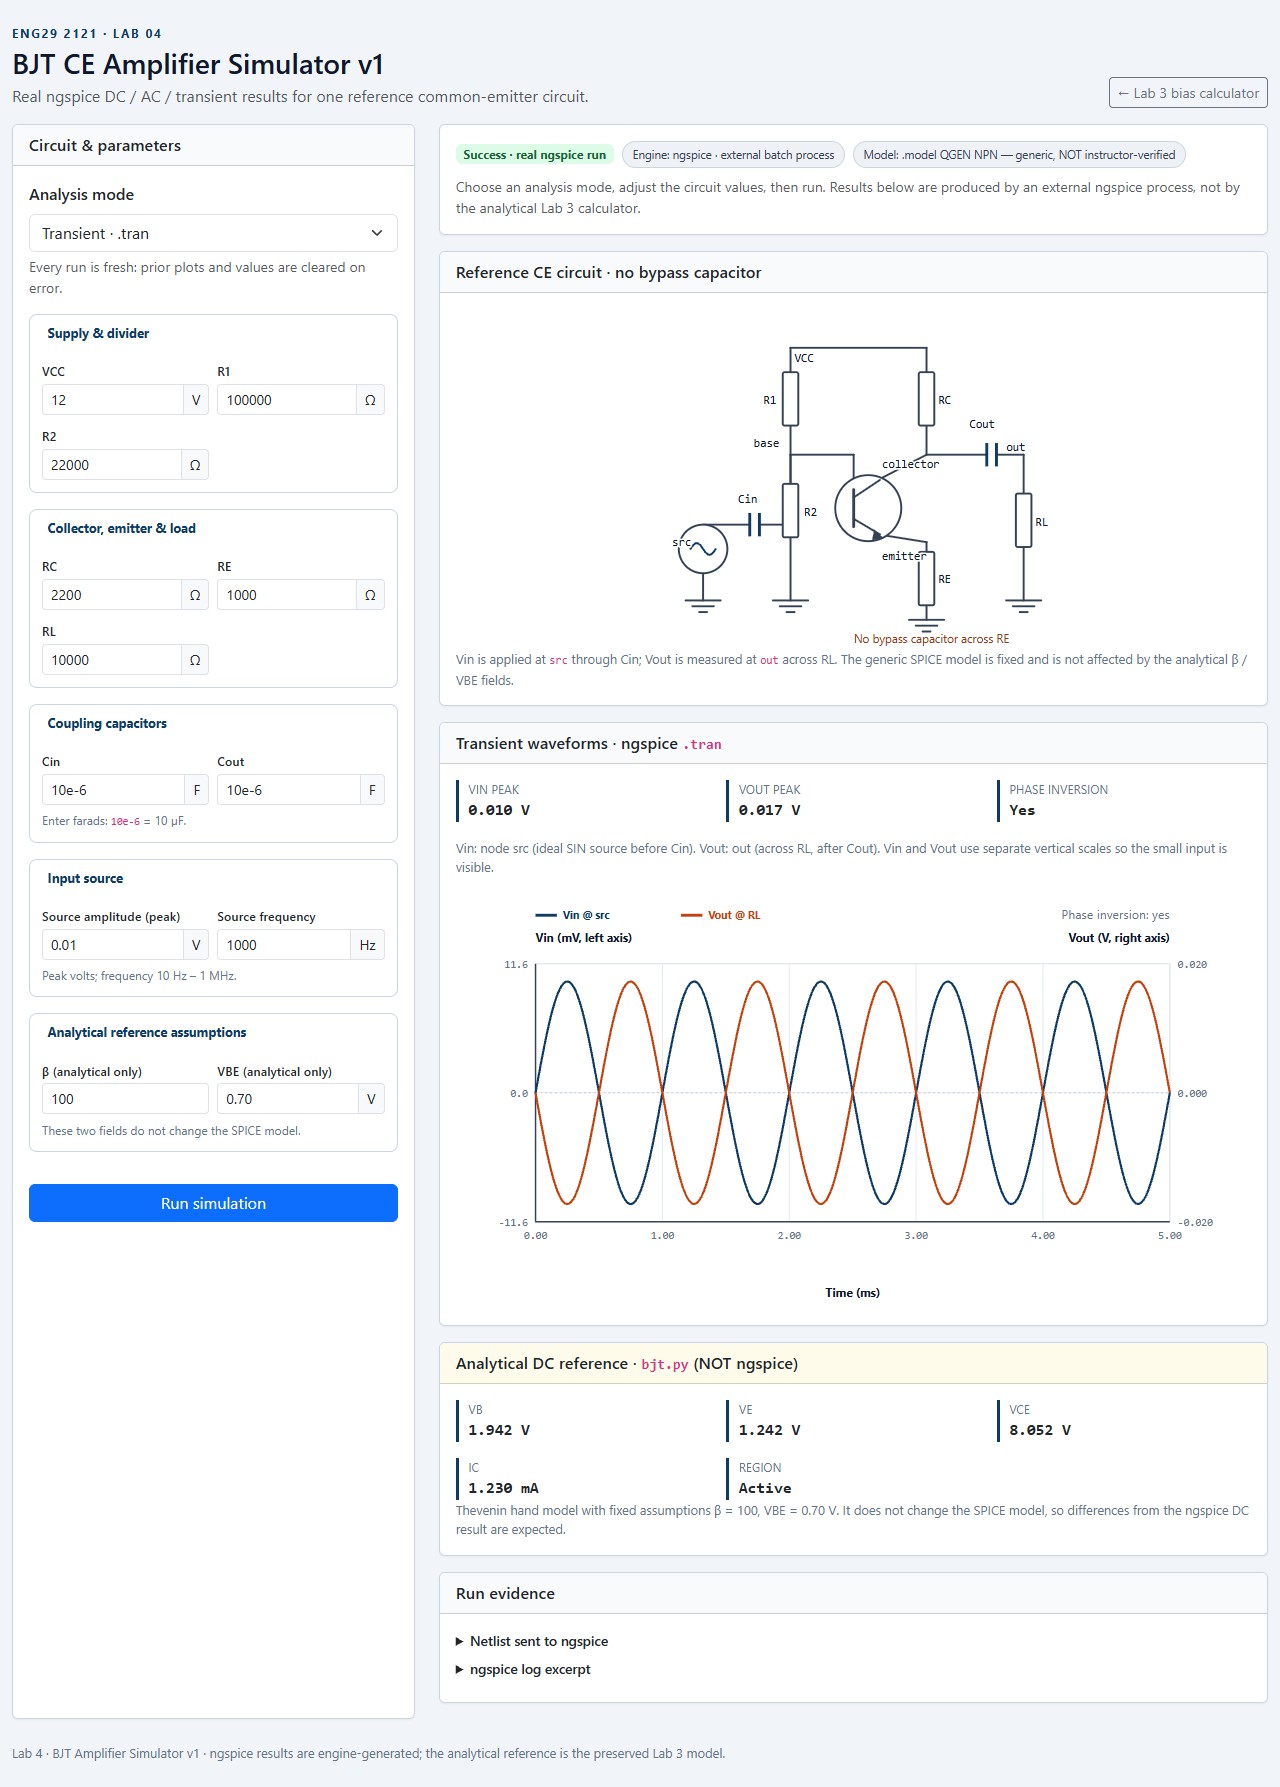 ENG29 2121 · LAB 04
BJT CE Amplifier Simulator v1
Real ngspice DC / AC / transient results for one reference common-emitter circuit.
← Lab 3 bias calculator
Circuit & parameters
Analysis mode
Transient · .tran
Every run is fresh: prior plots and values are cleared on
error.
Supply & divider
VCC R1
12 V 100000 Ω
R2
22000 Ω
Collector, emitter & load
RC RE
2200 Ω 1000 Ω
RL
10000 Ω
Coupling capacitors
Cin Cout
10e-6 F 10e-6 F
Enter farads: 10e-6 = 10 µF.
Input source
Source amplitude (peak) Source frequency
0.01 V 1000 Hz
Peak volts; frequency 10 Hz – 1 MHz.
Analytical reference assumptions
β (analytical only) VBE (analytical only)
100 0.70 V
These two fields do not change the SPICE model.
Run simulation
Success · real ngspice run Engine: ngspice · external batch process Model: .model QGEN NPN — generic, NOT instructor-verified
Choose an analysis mode, adjust the circuit values, then run. Results below are produced by an external ngspice process, not by
the analytical Lab 3 calculator.
Reference CE circuit · no bypass capacitor
VCC
R1 RC
Cout
base out
collector
Cin
R2 RL
src
emitter
RE
No bypass capacitor across RE
Vin is applied at src through Cin; Vout is measured at out across RL. The generic SPICE model is fixed and is not affected by the analytical β /
VBE fields.
Transient waveforms · ngspice .tran
VIN PEAK VOUT PEAK PHASE INVERSION
0.010 V 0.017 V Yes
Vin: node src (ideal SIN source before Cin). Vout: out (across RL, after Cout). Vin and Vout use separate vertical scales so the small input is
visible.
Vin @ src Vout @ RL Phase inversion: yes
Vin (mV, left axis) Vout (V, right axis)
11.6 0.020
0.0 0.000
-11.6 -0.020
0.00 1.00 2.00 3.00 4.00 5.00
Time (ms)
Analytical DC reference · bjt.py (NOT ngspice)
VB VE VCE
1.942 V 1.242 V 8.052 V
IC REGION
1.230 mA Active
Thevenin hand model with fixed assumptions β = 100, VBE = 0.70 V. It does not change the SPICE model, so differences from the ngspice DC
result are expected.
Run evidence
▶ Netlist sent to ngspice
▶ ngspice log excerpt
Lab 4 · BJT Amplifier Simulator v1 · ngspice results are engine-generated; the analytical reference is the preserved Lab 3 model.